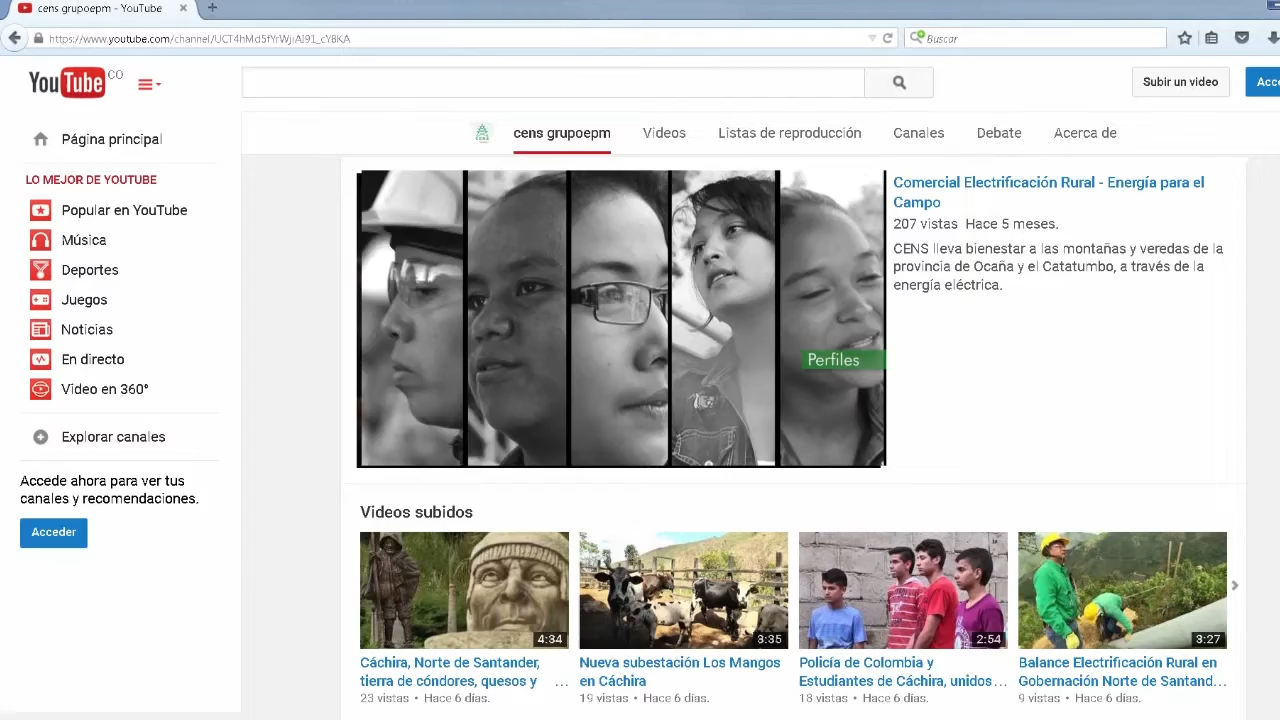 cens grupoepm - YouTube
Buscar
YouTube CO
Subir un video
cens grupoepm Videos Listas de reproducción Canales Debate Acerca de
Página principal
LO MEJOR DE YOUTUBE
Popular en YouTube
Música
Deportes
Juegos
Noticias
En directo
Video en 360°
Explorar canales
Accede ahora para ver tus
canales y recomendaciones.
Acceder
Perfiles
Comercial Electrificación Rural - Energía para el
Campo
207 vistas Hace 5 meses.
CENS lleva bienestar a las montañas y veredas de la
provincia de Ocaña y el Catatumbo, a través de la
energía eléctrica.
Videos subidos
4:34
3:35
2:54
3:27
Cáchira, Norte de Santander,
tierra de cóndores, quesos y ...
23 vistas • Hace 6 días.
Nueva subestación Los Mangos
en Cáchira
19 vistas • Hace 6 días.
Policía de Colombia y
Estudiantes de Cáchira, unidos...
18 vistas • Hace 6 días.
Balance Electrificación Rural en
Gobernación Norte de Santand...
9 vistas • Hace 6 días.